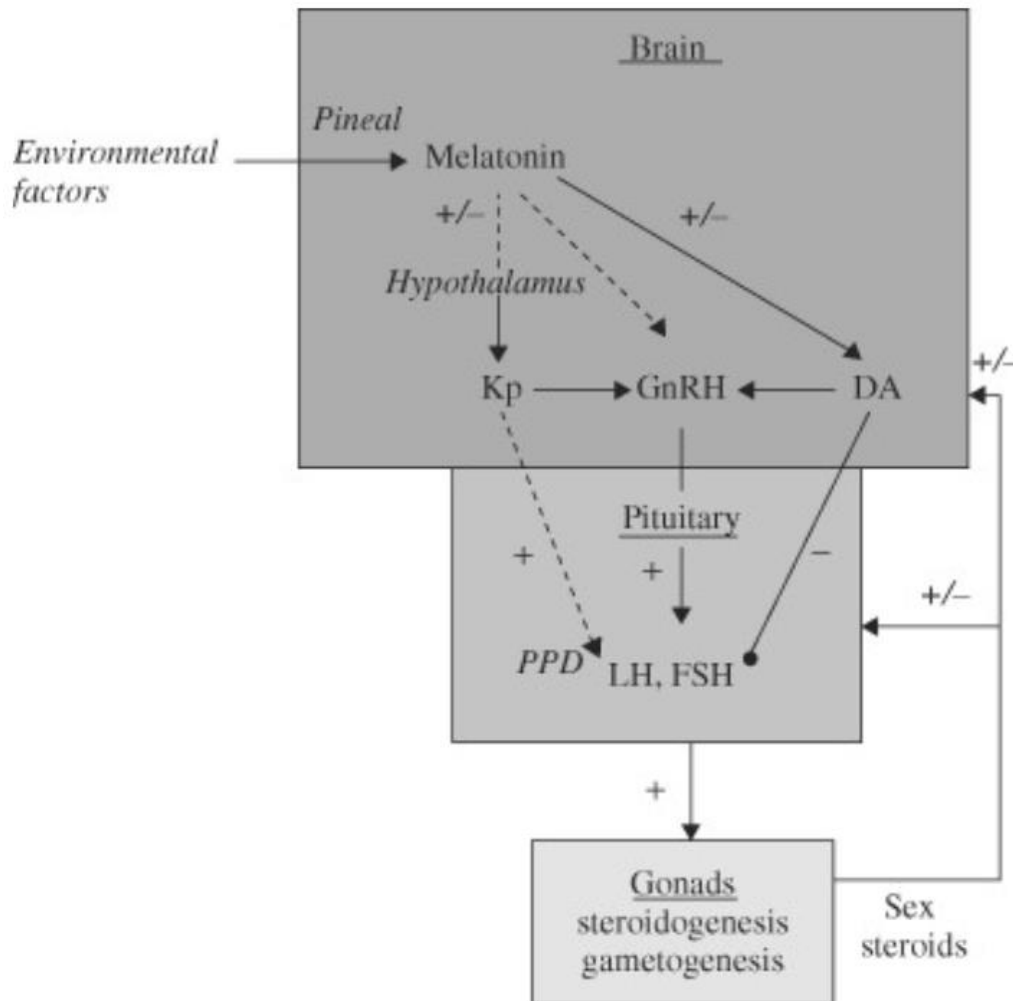 Brain
Pineal
Environmental
factors
Melatonin
+/–
+/–
Hypothalamus
+/–
Kp
GnRH
DA
Pituitary
+
+
–
+/–
PPD
LH, FSH
+
Gonads
steroidogenesis
gametogenesis
Sex
steroids